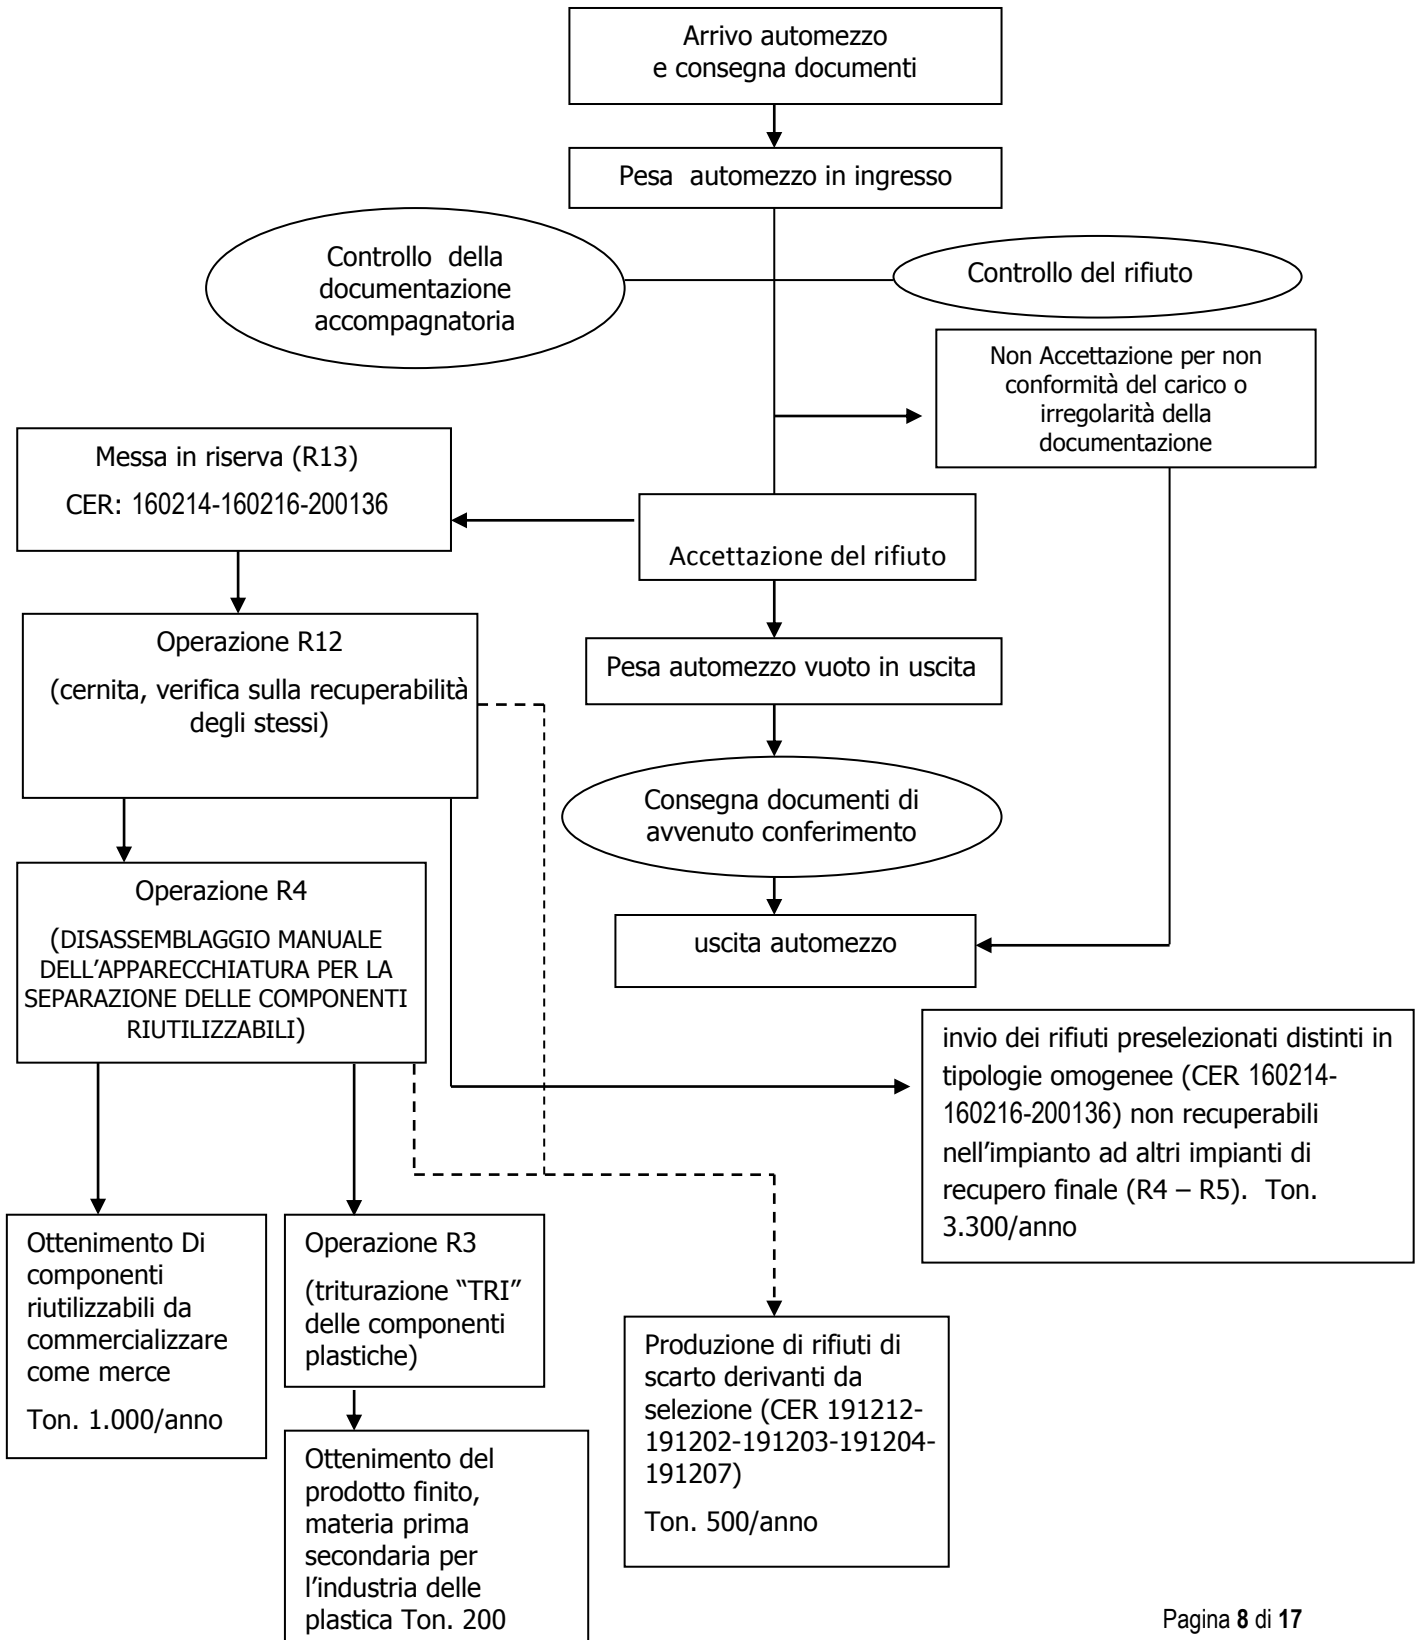 Arrivo automezzo
e consegna documenti
Pesa  automezzo in ingresso
Controllo  della
documentazione
accompagnatoria
Controllo del rifiuto
Non Accettazione per non
conformità del carico o
irregolarità della
documentazione
Messa in riserva (R13)
CER: 160214-160216-200136
Accettazione del rifiuto
Operazione R12
(cernita, verifica sulla recuperabilità
degli stessi)
Pesa automezzo vuoto in uscita
Consegna documenti di
avvenuto conferimento
Operazione R4
(DISASSEMBLAGGIO MANUALE
DELL’APPARECCHIATURA PER LA
SEPARAZIONE DELLE COMPONENTI
RIUTILIZZABILI)
uscita automezzo
invio dei rifiuti preselezionati distinti in
tipologie omogenee (CER 160214-
160216-200136) non recuperabili
nell’impianto ad altri impianti di
recupero finale (R4 – R5).  Ton.
3.300/anno
Ottenimento Di
componenti
riutilizzabili da
commercializzare
come merce
Ton. 1.000/anno
Operazione R3
(triturazione “TRI”
delle componenti
plastiche)
Produzione di rifiuti di
scarto derivanti da
selezione (CER 191212-
191202-191203-191204-
191207)
Ton. 500/anno
Ottenimento del
prodotto finito,
materia prima
secondaria per
l’industria delle
plastica Ton. 200
Pagina 8 di 17